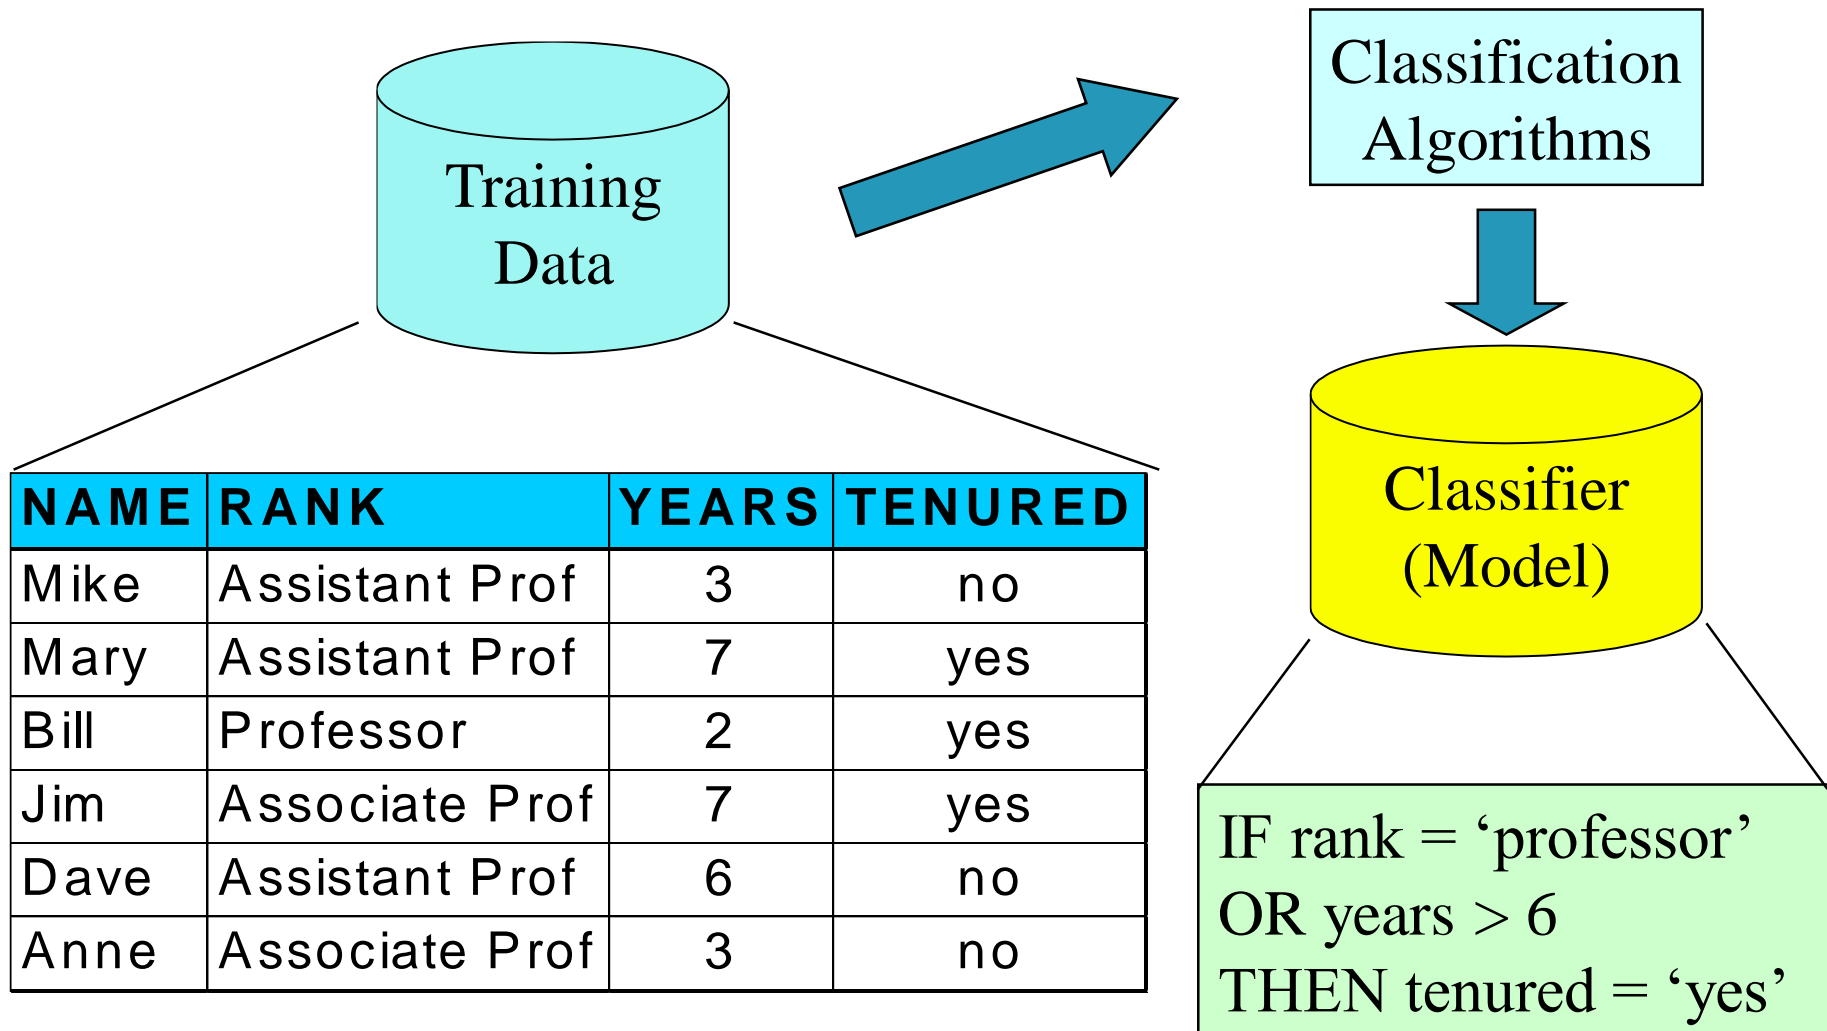 Training
Data
Classification
Algorithms
Classifier
(Model)
NAME RANK YEARS TENURED
Mike Assistant Prof 3 no
Mary Assistant Prof 7 yes
Bill Professor 2 yes
Jim Associate Prof 7 yes
Dave Assistant Prof 6 no
Anne Associate Prof 3 no
IF rank = ‘professor’
OR years > 6
THEN tenured = ‘yes’